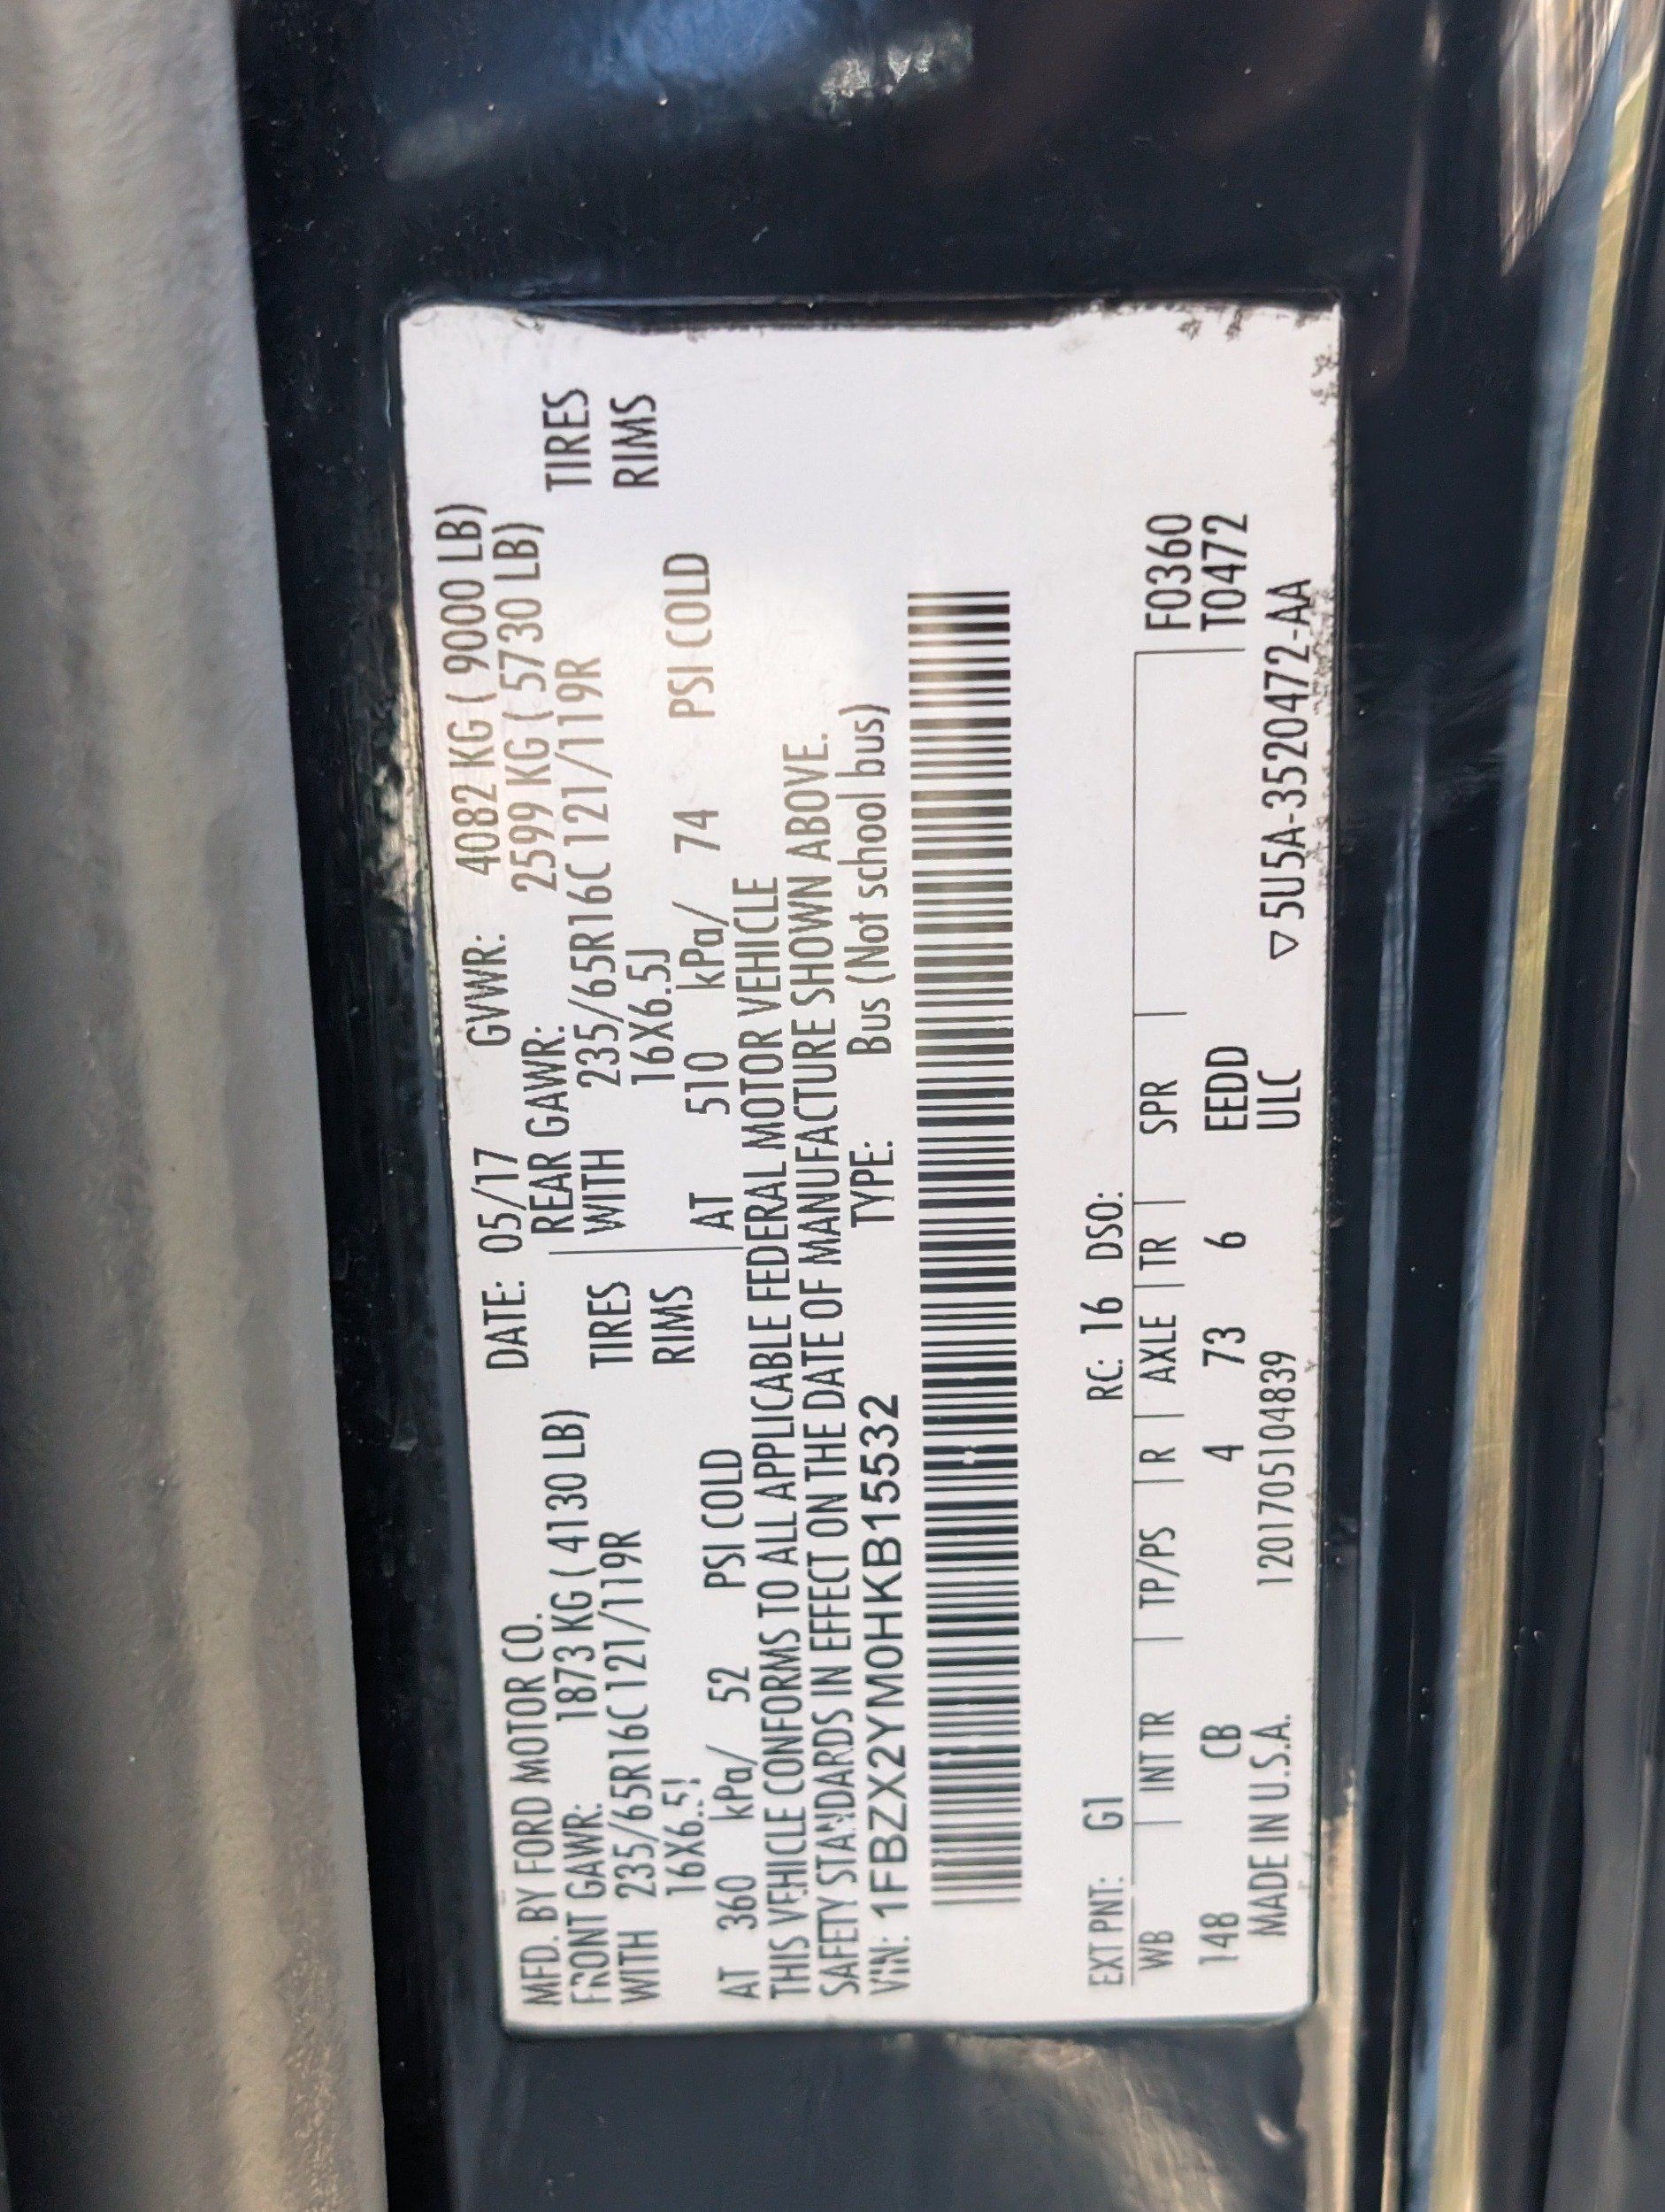 MFD. BY FORD MOTOR CO. DATE: 05/17 GVWR: 4082 KG ( 9000 LB)
FRONT GAWR: 1873 KG ( 4130 LB) REAR GAWR: 2599 KG ( 5730 LB)
WITH 235/65R16C 121/119R TIRES WITH 235/65R16C 121/119R TIRES
16X6.5J RIMS 16X6.5J RIMS
AT 360 kPa/ 52 PSI COLD AT 510 kPa/ 74 PSI COLD
THIS VEHICLE CONFORMS TO ALL APPLICABLE FEDERAL MOTOR VEHICLE
SAFETY STANDARDS IN EFFECT ON THE DATE OF MANUFACTURE SHOWN ABOVE.
VIN: 1FBZX2YM0HKB15532 TYPE: Bus (Not school bus)
EXT PNT: G1 RC: 16 DSO:
WB INT TR TP/PS R AXLE TR SPR F0360
148 CB 4 73 6 EEDD T0472
MADE IN U.S.A. 1201705104839 ULC ▽5U5A-3520472-AA